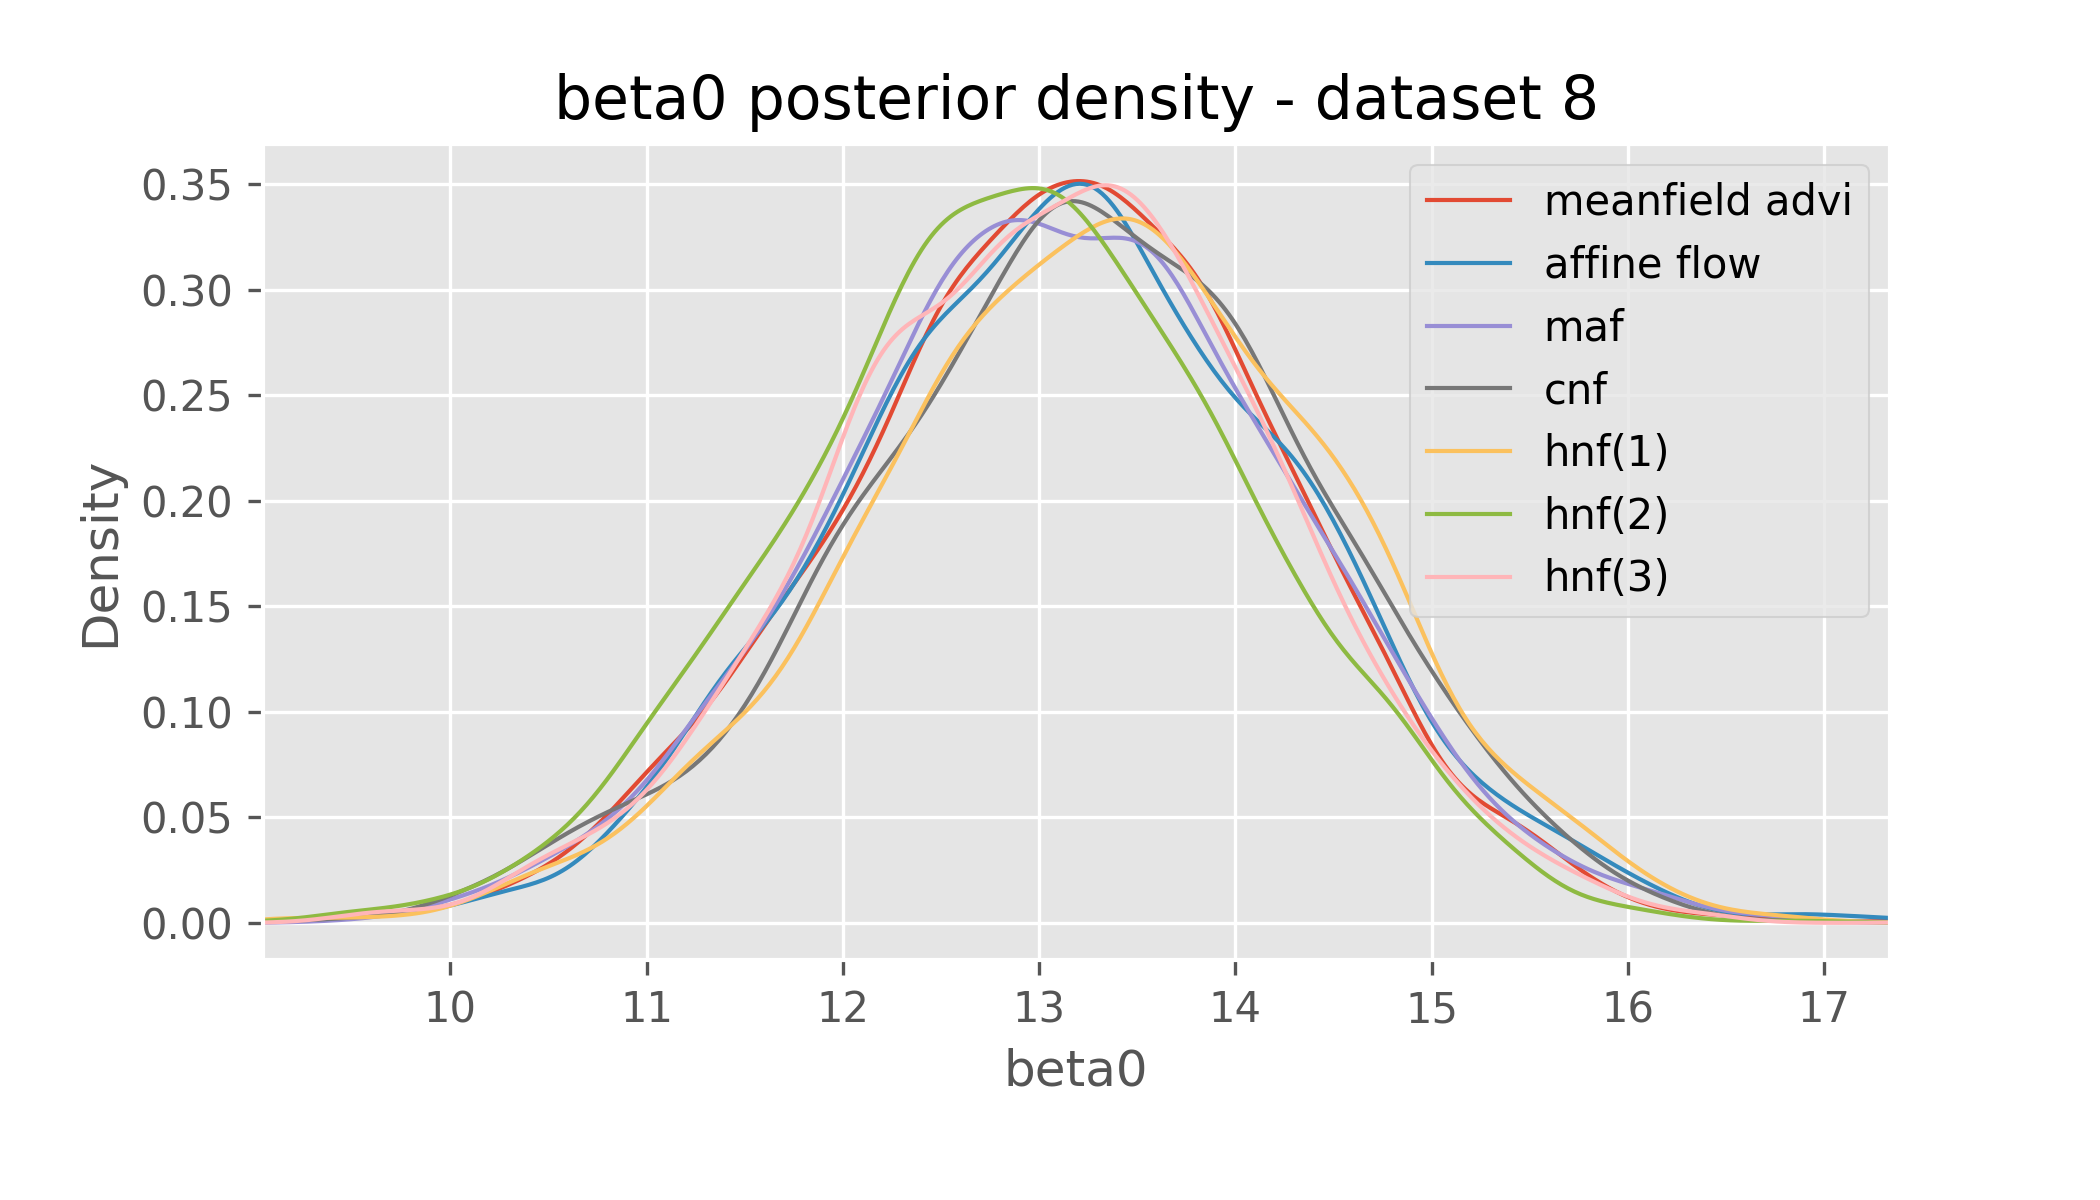 beta0 posterior density - dataset 8
Density
0.35
0.30
0.25
0.20
0.15
0.10
0.05
0.00
meanfield advi
affine flow
maf
cnf
hnf(1)
hnf(2)
hnf(3)
10 11 12 13 14 15 16 17
beta0